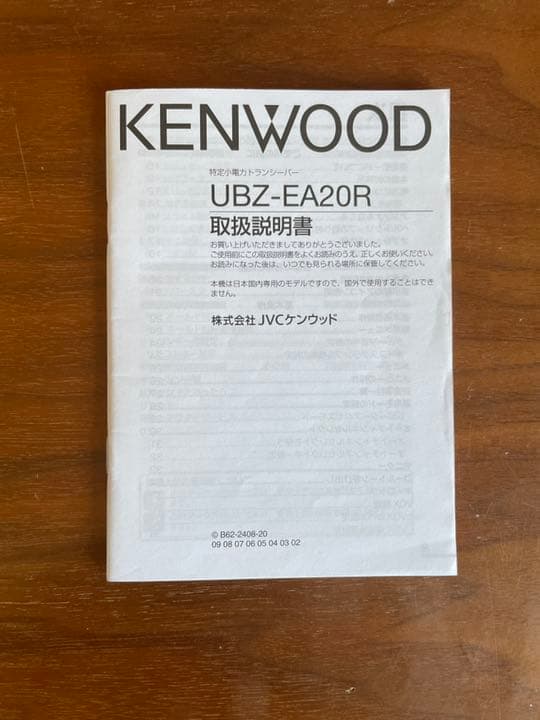 KENWOOD
特定小電力トランシーバー
UBZ-EA20R
取扱説明書
お買い上げいただきましてありがとうございました。
ご使用前にこの取扱説明書をよくお読みのうえ、正しくお使いください。
お読みになった後は、いつでも見られる場所に保管してください。
本機は日本国内専用のモデルですので、国外で使用することはでき
ません。
株式会社 JVCケンウッド
© B62-2408-20
09 08 07 06 05 04 03 02